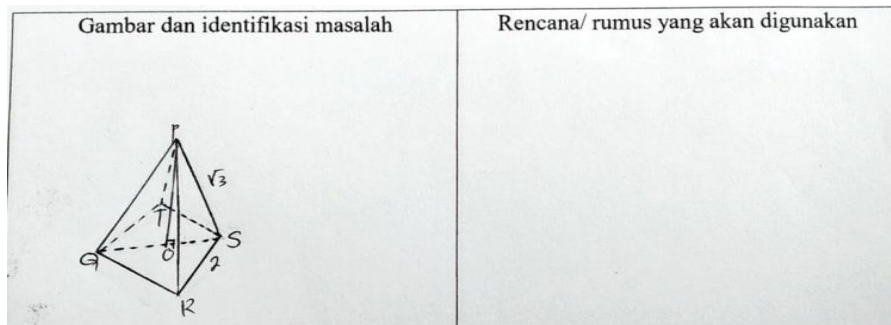 Gambar dan identifikasi masalah
Rencana/ rumus yang akan digunakan
P
√3
T
S
Q
O
2
R